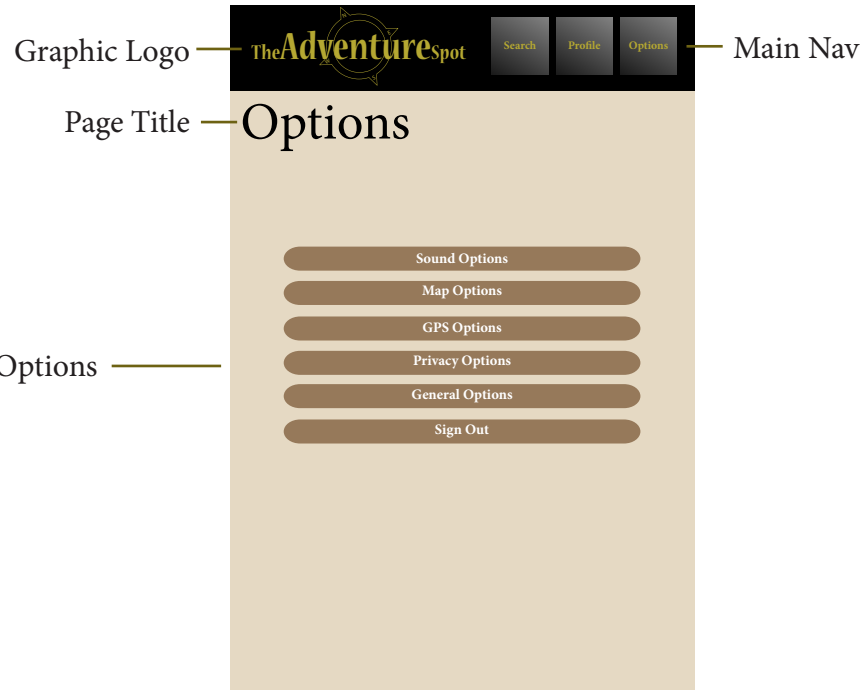 Graphic Logo
TheAdventureSpot
Search
Profile
Options
Main Nav
Page Title
Options
Sound Options
Map Options
GPS Options
Privacy Options
Options
General Options
Sign Out